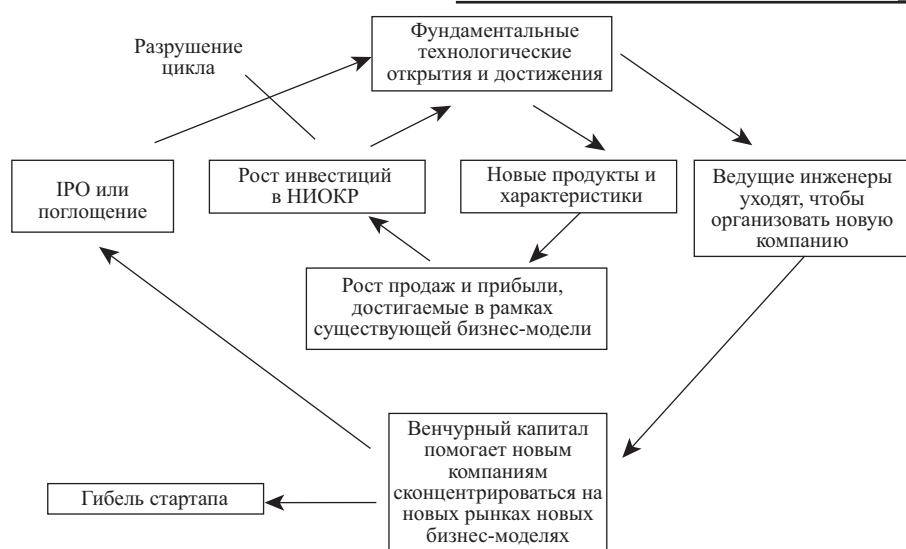 Фундаментальные
технологические
открытия и достижения
Разрушение
цикла
IPO или
поглощение
Рост инвестиций
в НИОКР
Новые продукты и
характеристики
Ведущие инженеры
уходят, чтобы
организовать новую
компанию
Рост продаж и прибыли,
достигаемые в рамках
существующей бизнес-модели
Венчурный капитал
помогает новым
компаниям
сконцентрироваться на
новых рынках новых
бизнес-моделях
Гибель стартапа